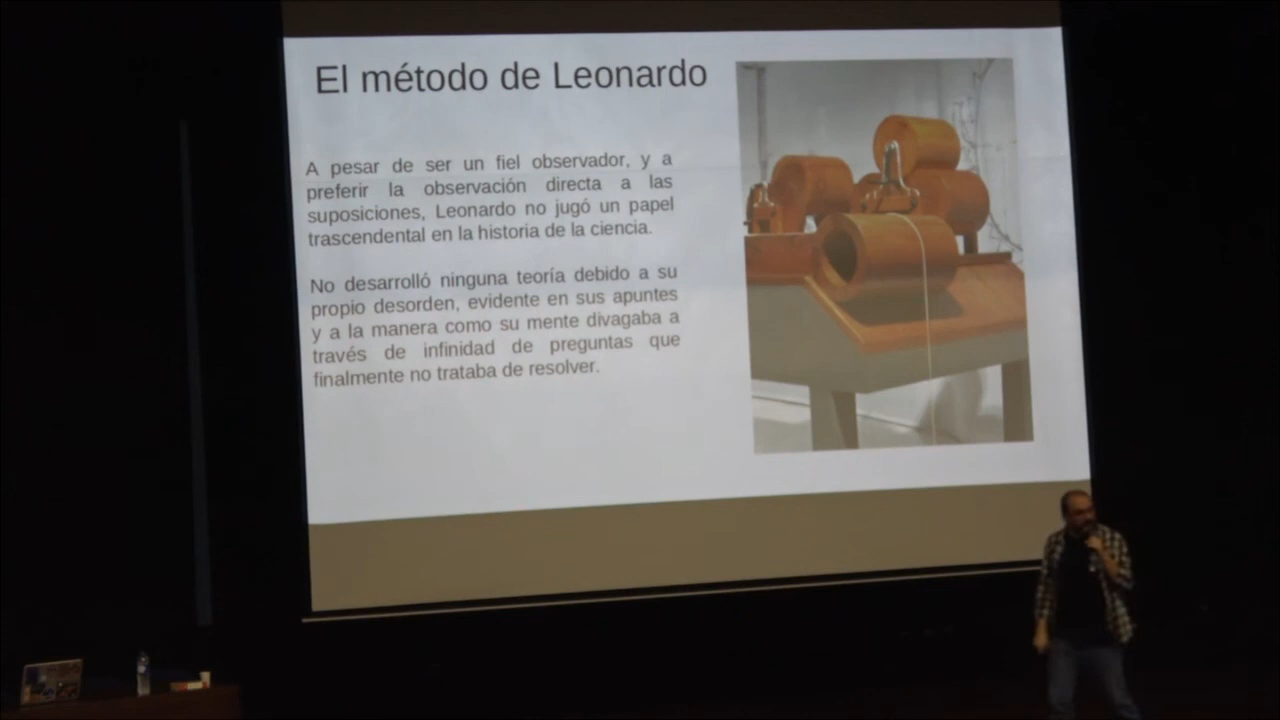 El método de Leonardo
A pesar de ser un fiel observador, y a
preferir la observación directa a las
suposiciones, Leonardo no jugó un papel
trascendental en la historia de la ciencia.
No desarrolló ninguna teoría debido a su
propio desorden, evidente en sus apuntes
y a la manera como su mente divagaba a
través de infinidad de preguntas que
finalmente no trataba de resolver.